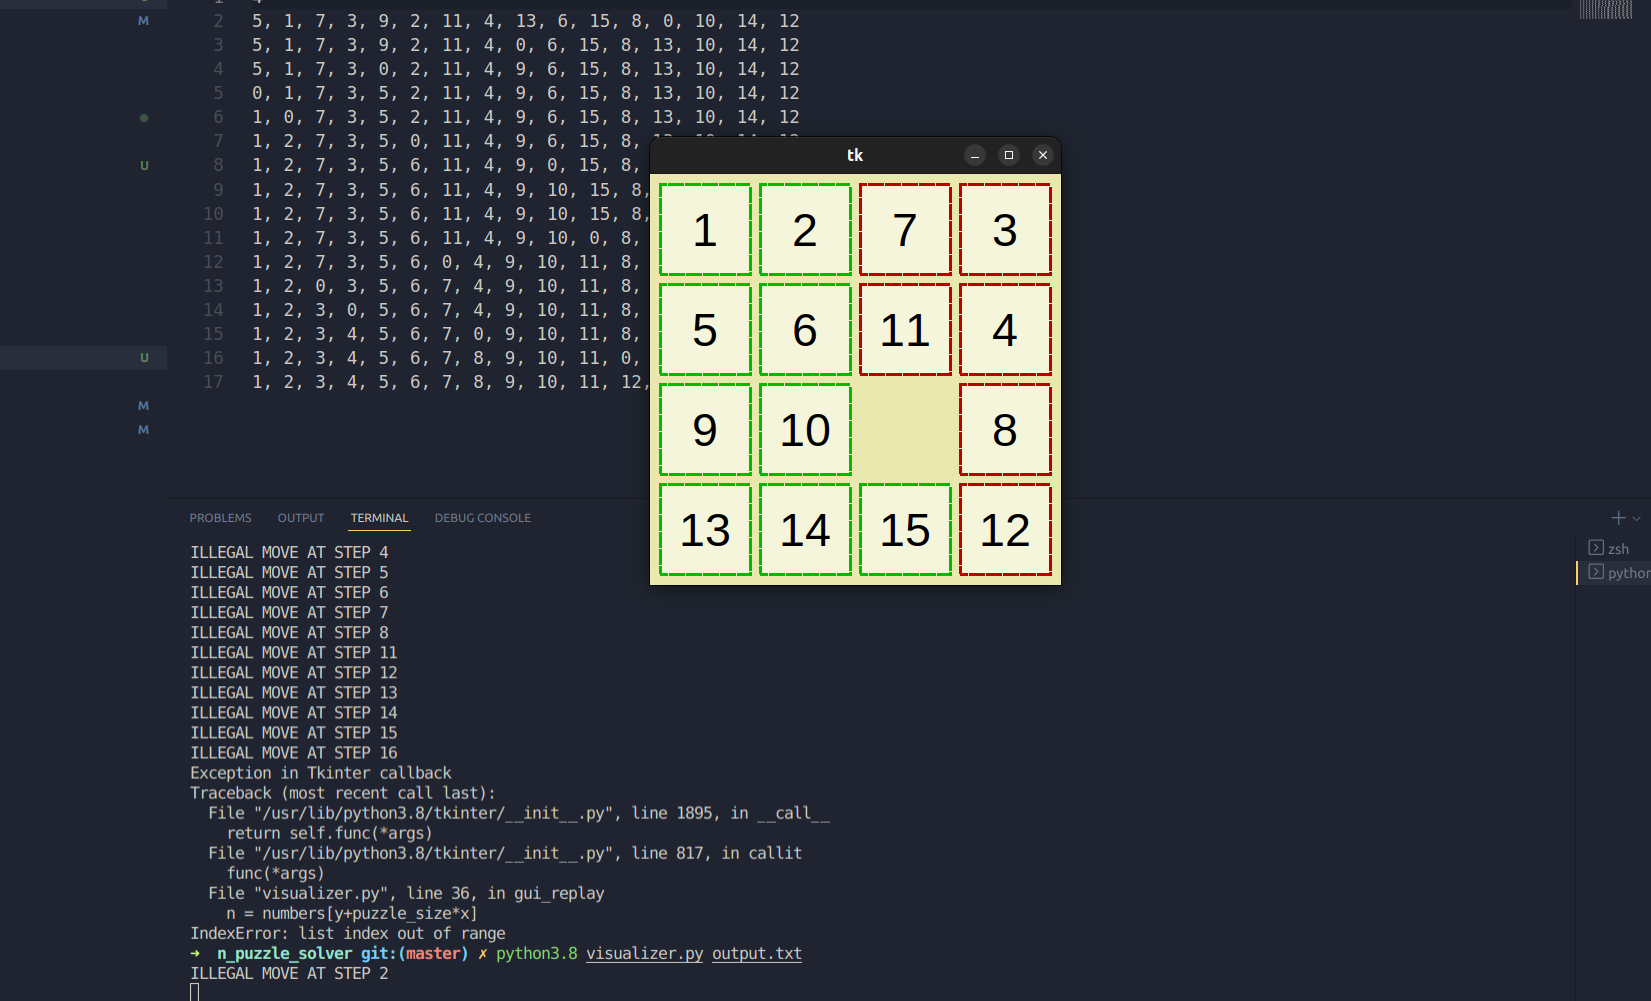 M
2 5, 1, 7, 3, 9, 2, 11, 4, 13, 6, 15, 8, 0, 10, 14, 12
3 5, 1, 7, 3, 9, 2, 11, 4, 0, 6, 15, 8, 13, 10, 14, 12
4 5, 1, 7, 3, 0, 2, 11, 4, 9, 6, 15, 8, 13, 10, 14, 12
5 0, 1, 7, 3, 5, 2, 11, 4, 9, 6, 15, 8, 13, 10, 14, 12
6 1, 0, 7, 3, 5, 2, 11, 4, 9, 6, 15, 8, 13, 10, 14, 12
7 1, 2, 7, 3, 5, 0, 11, 4, 9, 6, 15, 8,
U 8 1, 2, 7, 3, 5, 6, 11, 4, 9, 0, 15, 8,
9 1, 2, 7, 3, 5, 6, 11, 4, 9, 10, 15, 8,
10 1, 2, 7, 3, 5, 6, 11, 4, 9, 10, 15, 8,
11 1, 2, 7, 3, 5, 6, 11, 4, 9, 10, 0, 8,
12 1, 2, 7, 3, 5, 6, 0, 4, 9, 10, 11, 8,
13 1, 2, 0, 3, 5, 6, 7, 4, 9, 10, 11, 8,
14 1, 2, 3, 0, 5, 6, 7, 4, 9, 10, 11, 8,
15 1, 2, 3, 4, 5, 6, 7, 0, 9, 10, 11, 8,
U 16 1, 2, 3, 4, 5, 6, 7, 8, 9, 10, 11, 0,
17 1, 2, 3, 4, 5, 6, 7, 8, 9, 10, 11, 12,
M
M
tk
1 2 7 3
5 6 11 4
9 10 8
13 14 15 12
PROBLEMS OUTPUT TERMINAL DEBUG CONSOLE
zsh
python
ILLEGAL MOVE AT STEP 4
ILLEGAL MOVE AT STEP 5
ILLEGAL MOVE AT STEP 6
ILLEGAL MOVE AT STEP 7
ILLEGAL MOVE AT STEP 8
ILLEGAL MOVE AT STEP 11
ILLEGAL MOVE AT STEP 12
ILLEGAL MOVE AT STEP 13
ILLEGAL MOVE AT STEP 14
ILLEGAL MOVE AT STEP 15
ILLEGAL MOVE AT STEP 16
Exception in Tkinter callback
Traceback (most recent call last):
File "/usr/lib/python3.8/tkinter/__init__.py", line 1895, in __call__
return self.func(*args)
File "/usr/lib/python3.8/tkinter/__init__.py", line 817, in callit
func(*args)
File "visualizer.py", line 36, in gui_replay
n = numbers[y+puzzle_size*x]
IndexError: list index out of range
➜ n_puzzle_solver git:(master) ✗ python3.8 visualizer.py output.txt
ILLEGAL MOVE AT STEP 2